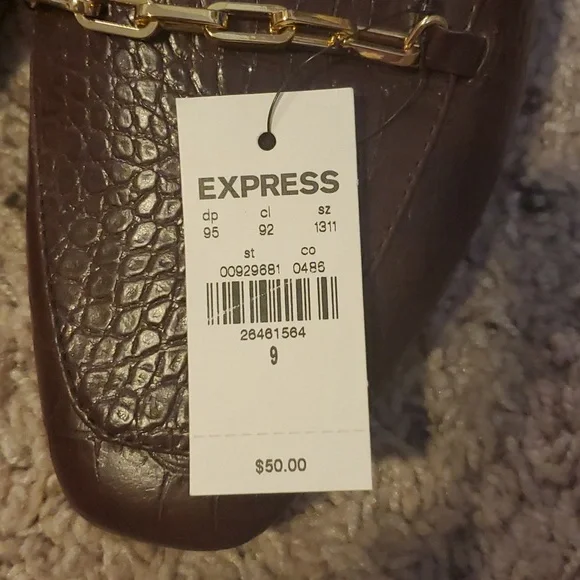 EXPRESS
dp cl sz
95 92 1311
st co
00929681 0486
26461564
9
$50.00